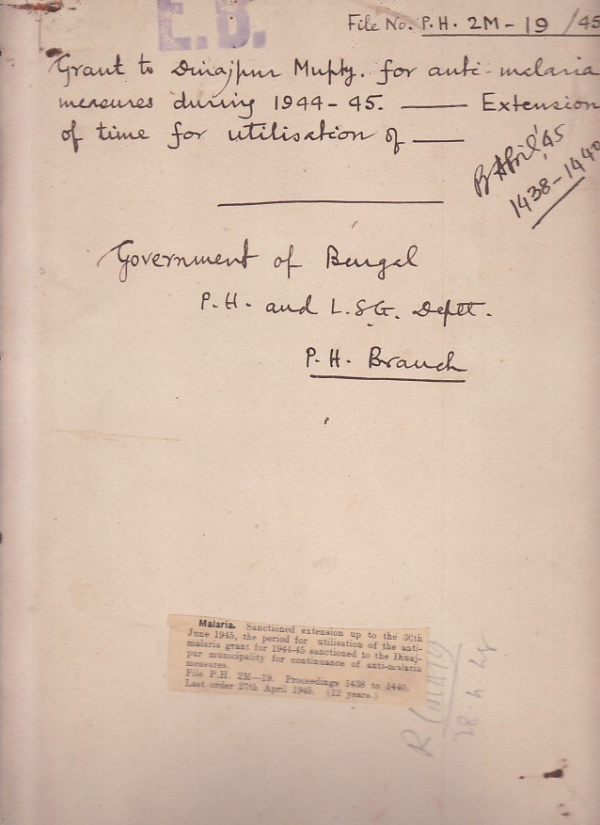 E.B.
File No. P.H. 2M-19/45
Grant to Dinajpur Mupty. for anti-malaria
measures during 1944-45. —— Extension
of time for utilisation of ——
B April '45
1438-1440
Government of Bengal
P.H. and L.S.G. Deptt.
P.H. Branch
Malaria. Sanctioned extension up to the 30th
June 1945, the period for utilisation of the anti-
malaria grant for 1944-45 sanctioned to the Dinaj-
pur municipality for continuance of anti-malaria
measures.
File P.H. 2M—19. Proceedings 1438 to 1440.
Last order 27th April 1945. (12 years.)